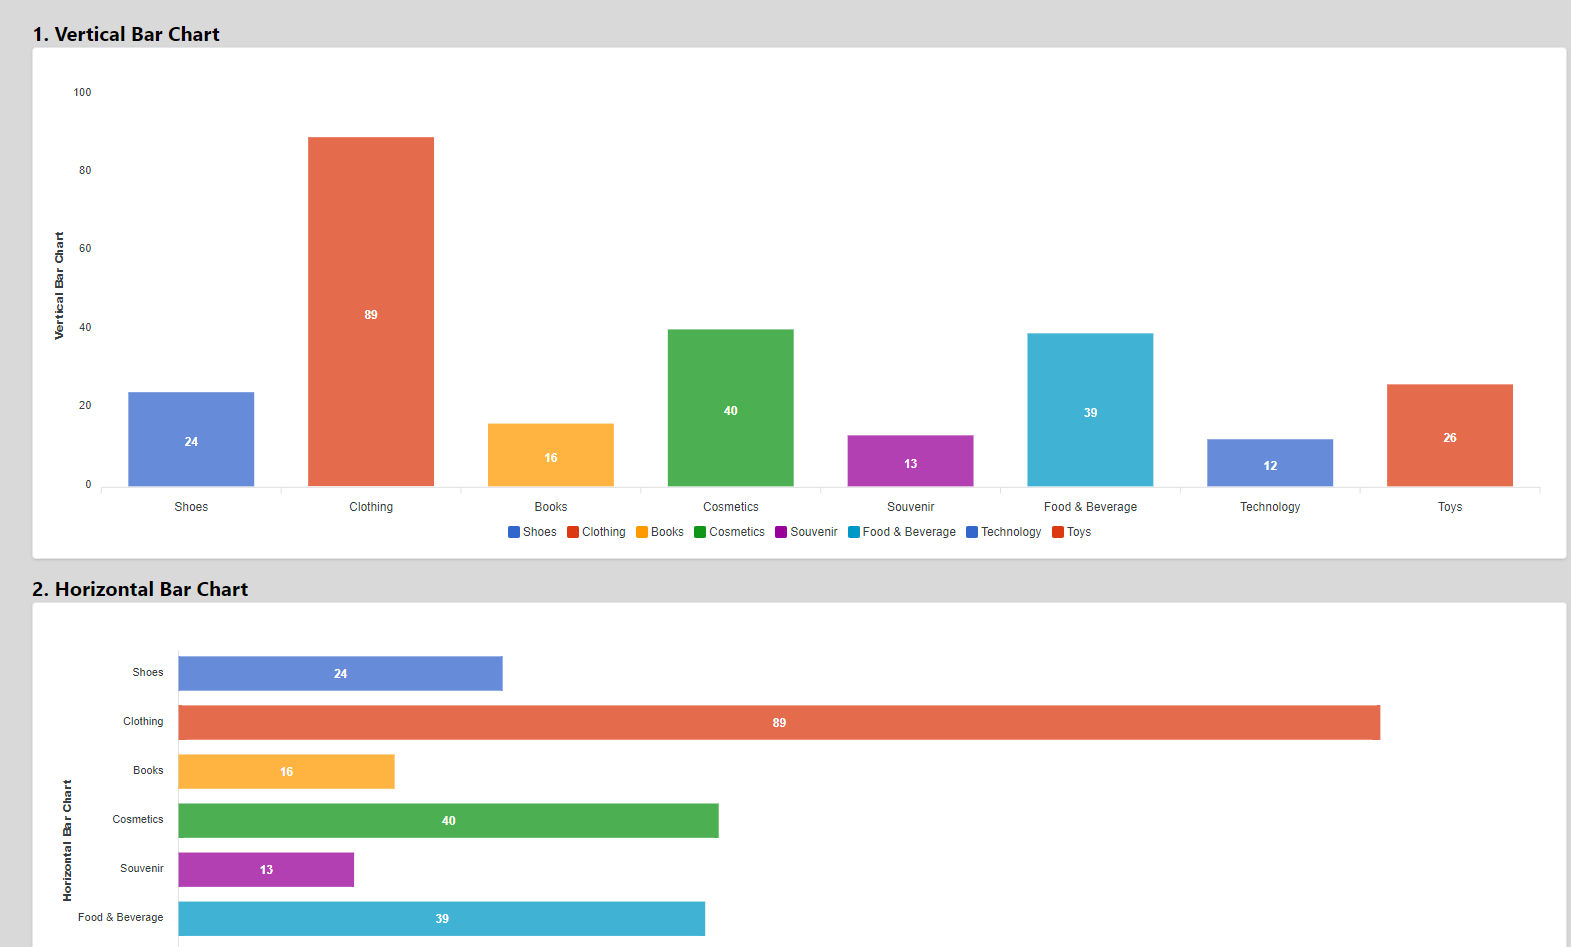 1. Vertical Bar Chart
100
80
60
40
20
0
Vertical Bar Chart
24
89
16
40
13
39
12
26
Shoes Clothing Books Cosmetics Souvenir Food & Beverage Technology Toys
Shoes Clothing Books Cosmetics Souvenir Food & Beverage Technology Toys
2. Horizontal Bar Chart
Horizontal Bar Chart
Shoes 24
Clothing 89
Books 16
Cosmetics 40
Souvenir 13
Food & Beverage 39